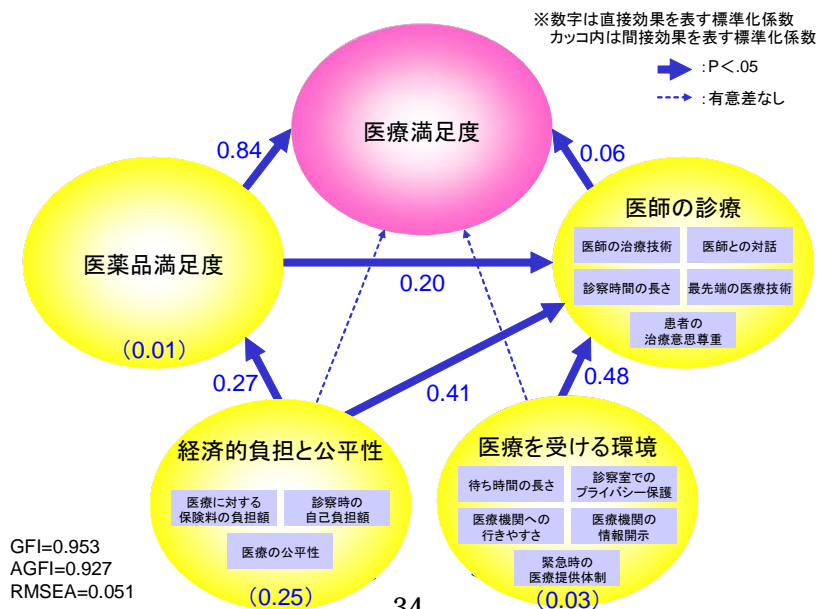 ※数字は直接効果を表す標準化係数
カッコ内は間接効果を表す標準化係数
:P<.05
:有意差なし
医療満足度
0.84
0.06
医薬品満足度
(0.01)
医師の診療
医師の治療技術
医師との対話
診察時間の長さ
最先端の医療技術
患者の
治療意思尊重
0.20
0.27
0.41
0.48
経済的負担と公平性
医療に対する
保険料の負担額
診察時の
自己負担額
医療の公平性
(0.25)
医療を受ける環境
待ち時間の長さ
診察室での
プライバシー保護
医療機関への
行きやすさ
医療機関の
情報開示
緊急時の
医療提供体制
(0.03)
GFI=0.953
AGFI=0.927
RMSEA=0.051
34